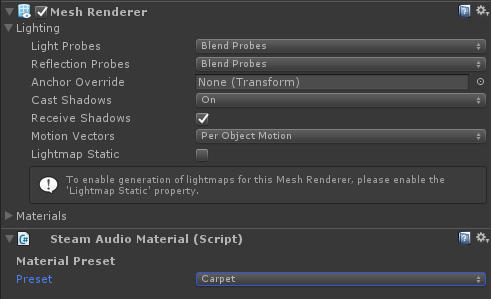 Mesh Renderer
Lighting
Light Probes Blend Probes
Reflection Probes Blend Probes
Anchor Override None (Transform)
Cast Shadows On
Receive Shadows
Motion Vectors Per Object Motion
Lightmap Static
To enable generation of lightmaps for this Mesh Renderer, please enable the
'Lightmap Static' property.
Materials
C# Steam Audio Material (Script)
Material Preset
Preset Carpet